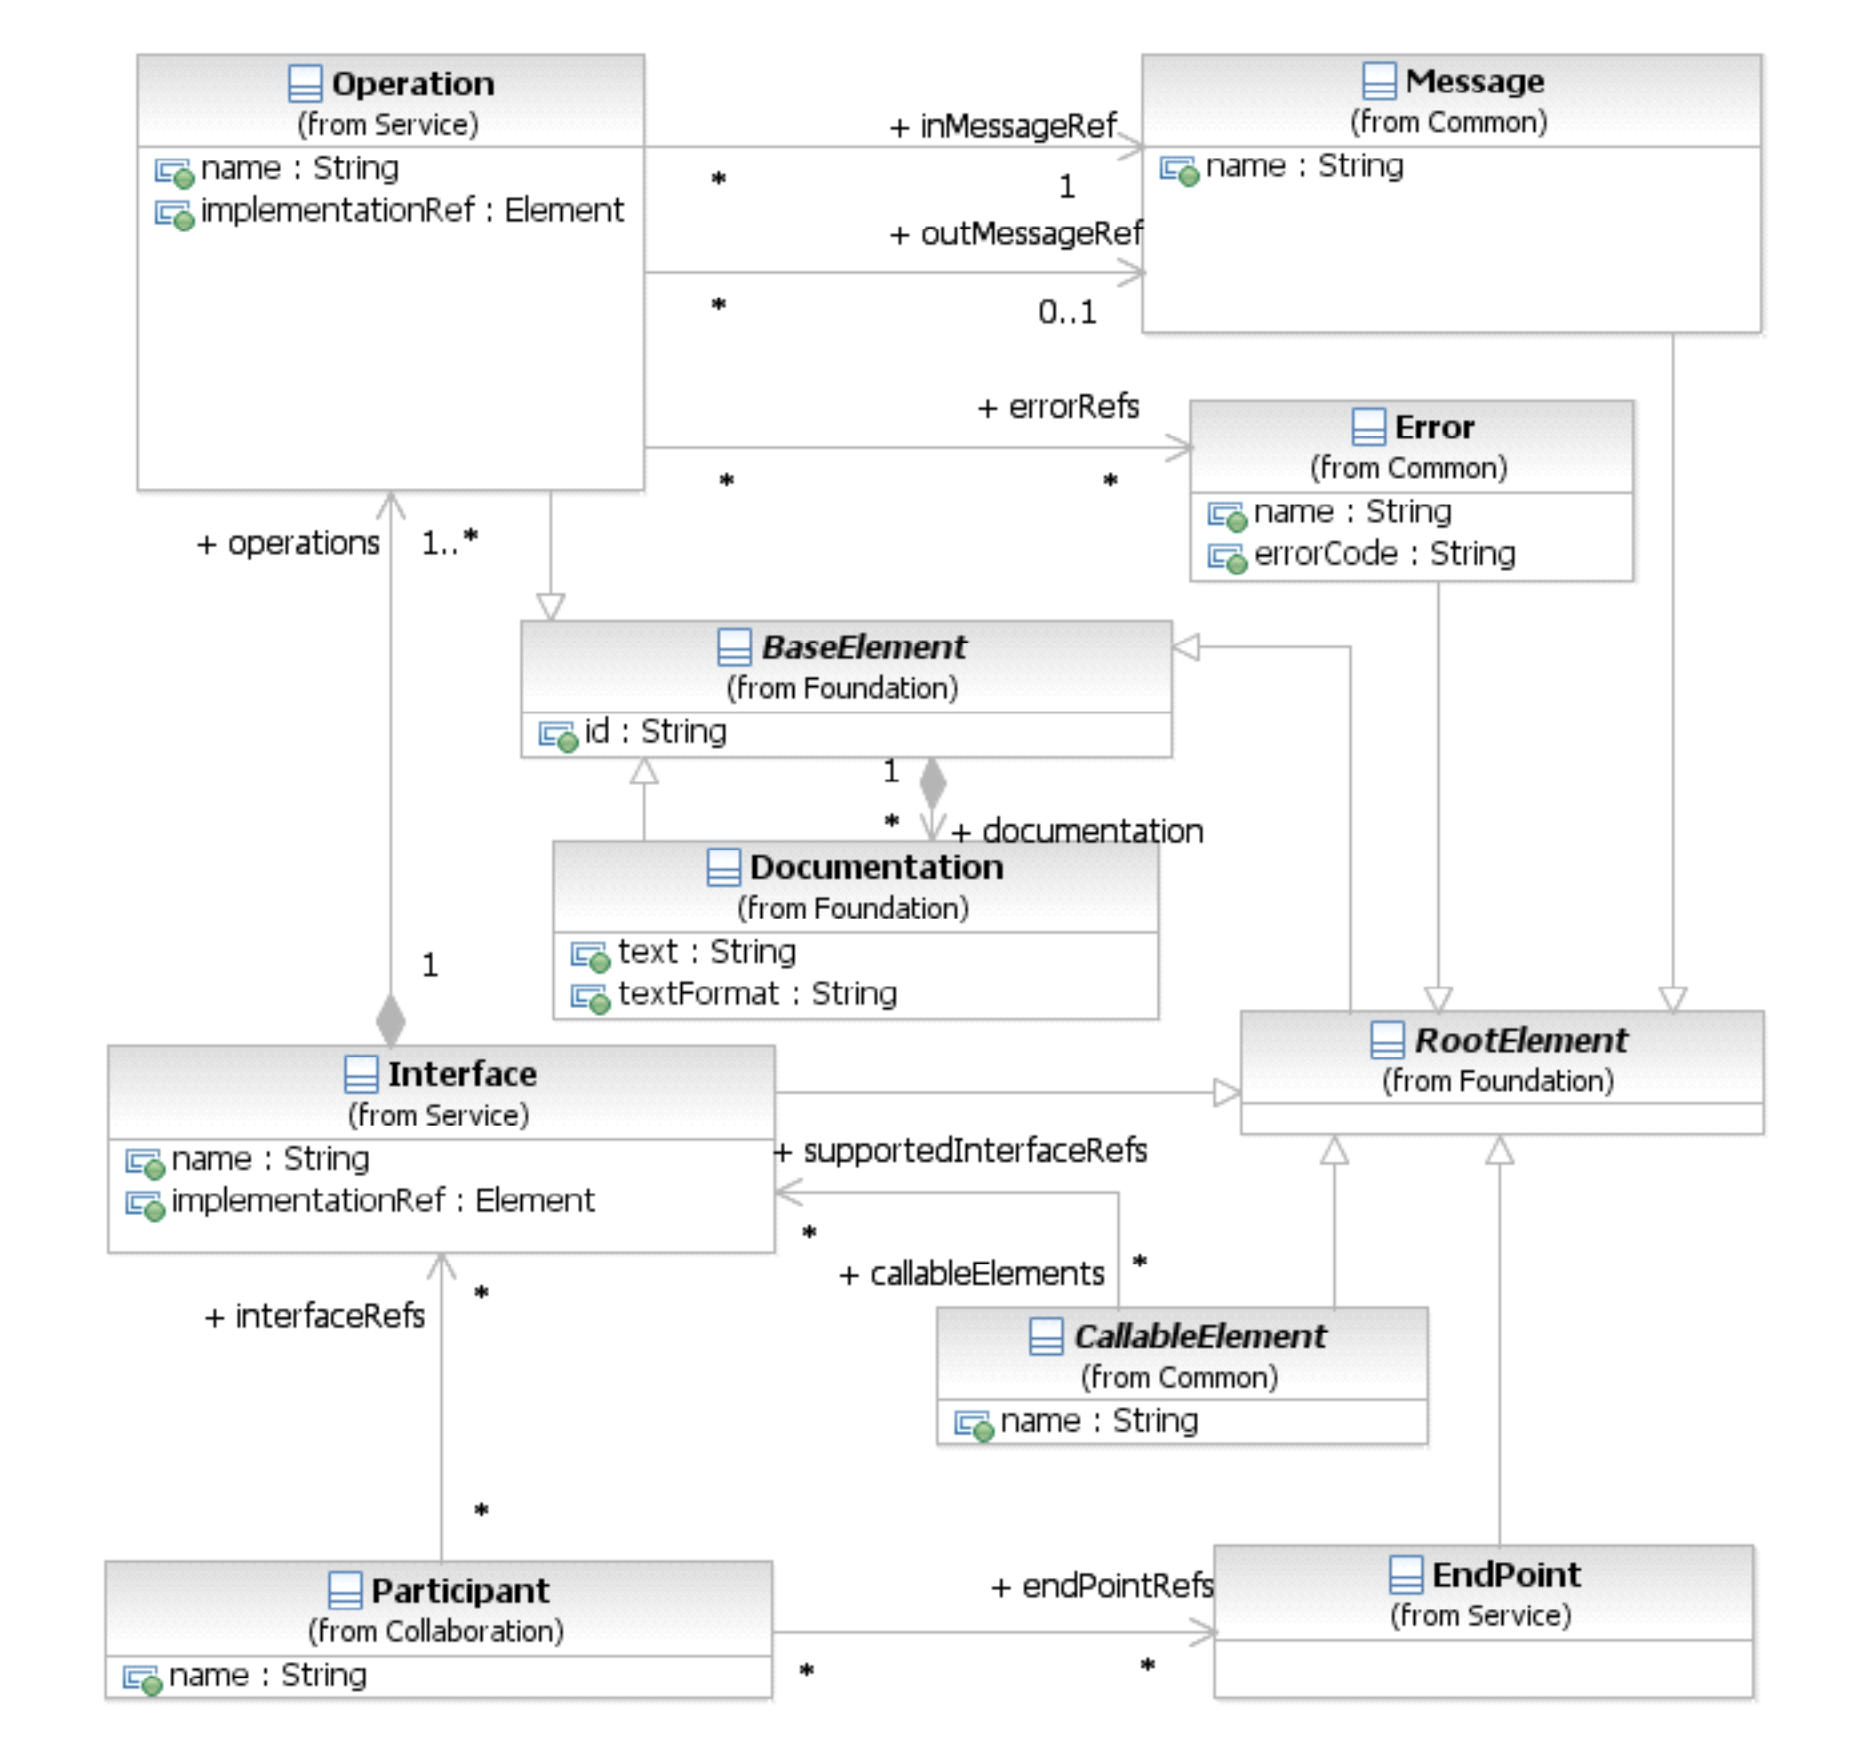 Operation
(from Service)
name : String
implementationRef : Element
+ inMessageRef
*
1
+ outMessageRef
*
0..1
Message
(from Common)
name : String
+ errorRefs
*
*
Error
(from Common)
name : String
errorCode : String
+ operations
1..*
BaseElement
(from Foundation)
id : String
1
*
+ documentation
Documentation
(from Foundation)
text : String
textFormat : String
1
Interface
(from Service)
name : String
implementationRef : Element
RootElement
(from Foundation)
+ supportedInterfaceRefs
*
+ callableElements
*
CallableElement
(from Common)
name : String
+ interfaceRefs
*
*
Participant
(from Collaboration)
name : String
+ endPointRefs
*
*
EndPoint
(from Service)